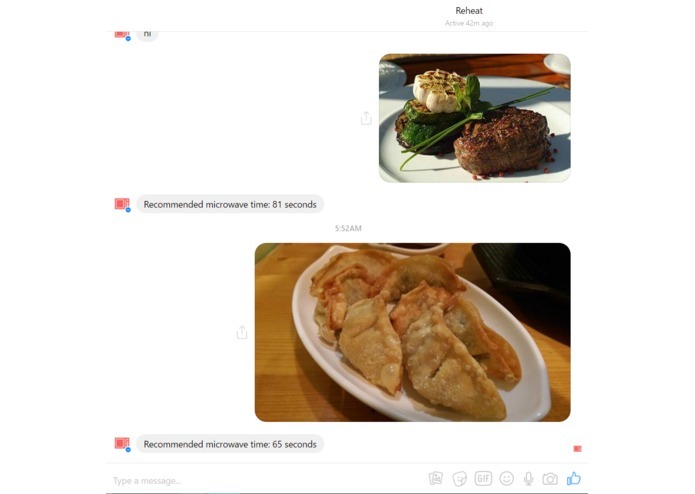 Reheat
Active 42m ago
hi
Recommended microwave time: 81 seconds
5:52AM
Recommended microwave time: 65 seconds
Type a message...
GIF